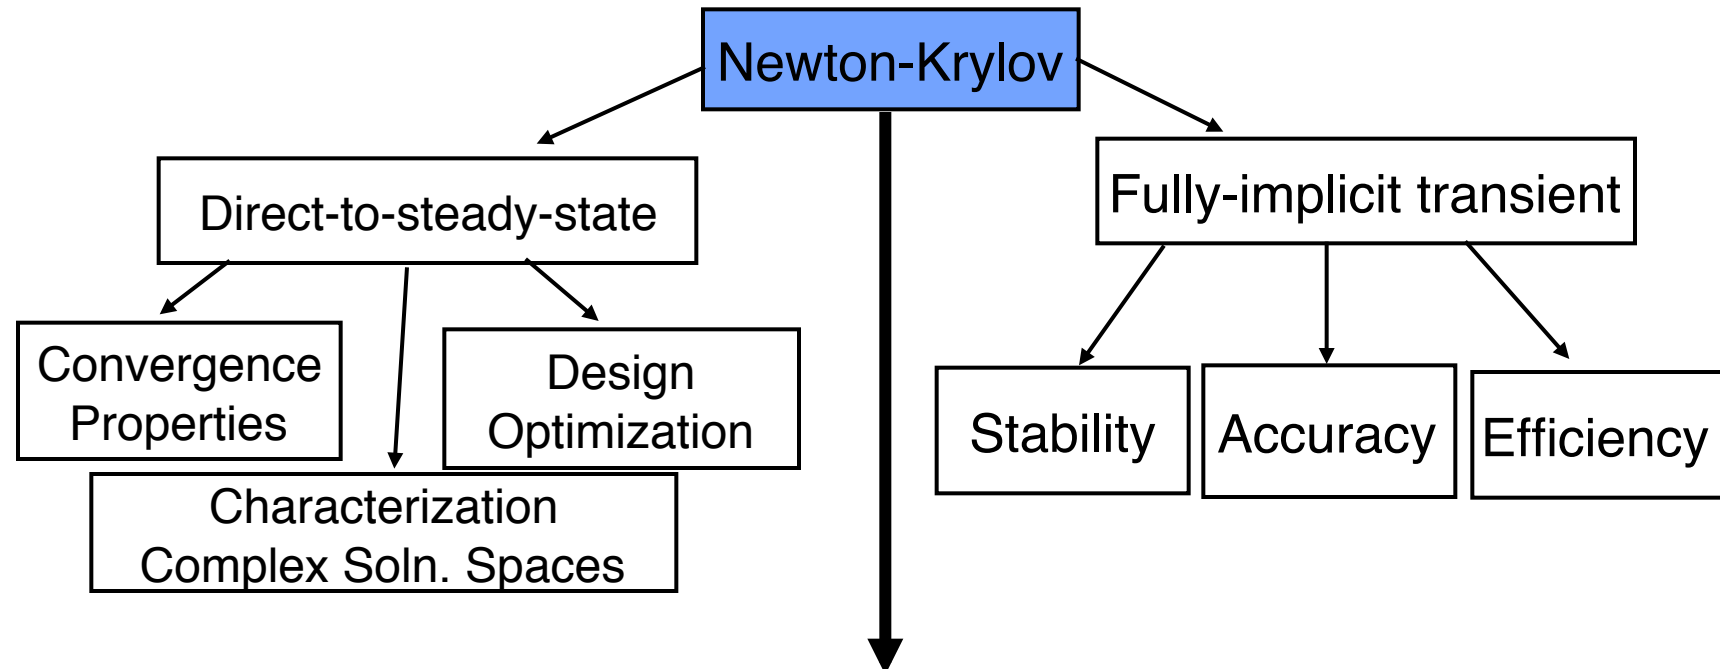 Newton-Krylov
Direct-to-steady-state
Fully-implicit transient
Convergence
Properties
Design
Optimization
Characterization
Complex Soln. Spaces
Stability
Accuracy
Efficiency